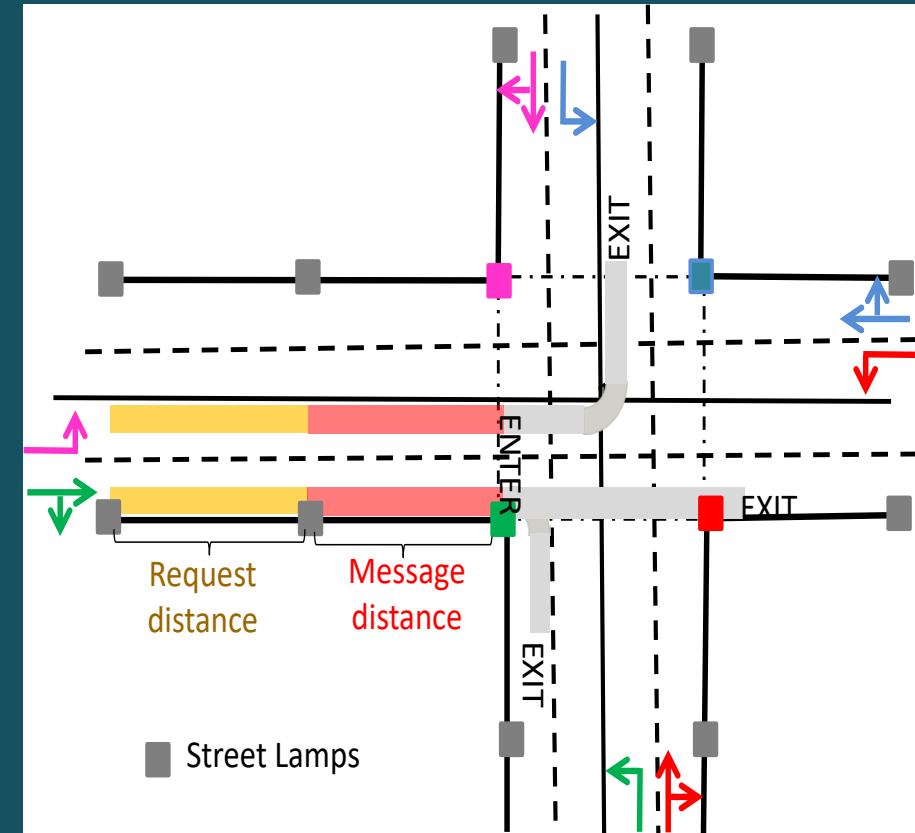 EXIT
ENTER
EXIT
Request
distance
Message
distance
EXIT
Street Lamps